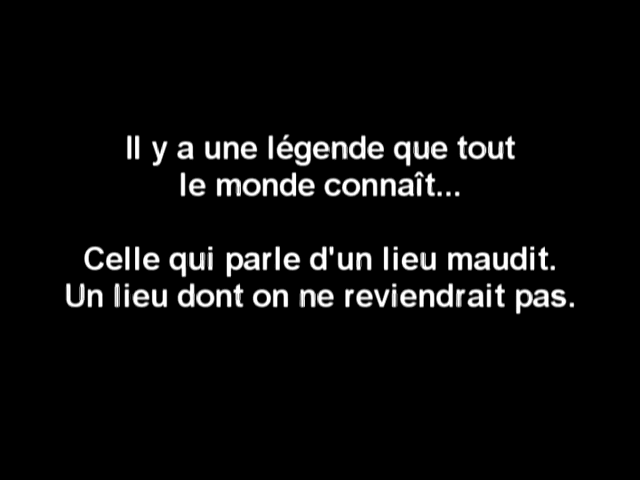 Il y a une légende que tout
le monde connaît...
Celle qui parle d'un lieu maudit.
Un lieu dont on ne reviendrait pas.